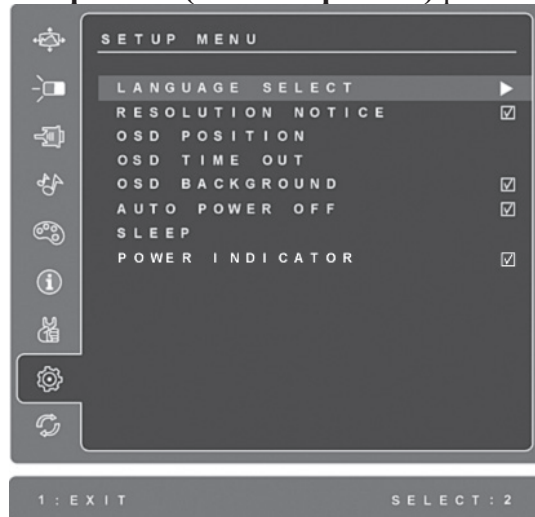 SETUP MENU
LANGUAGE SELECT
RESOLUTION NOTICE
OSD POSITION
OSD TIME OUT
OSD BACKGROUND
AUTO POWER OFF
SLEEP
POWER INDICATOR
1:EXIT SELECT:2